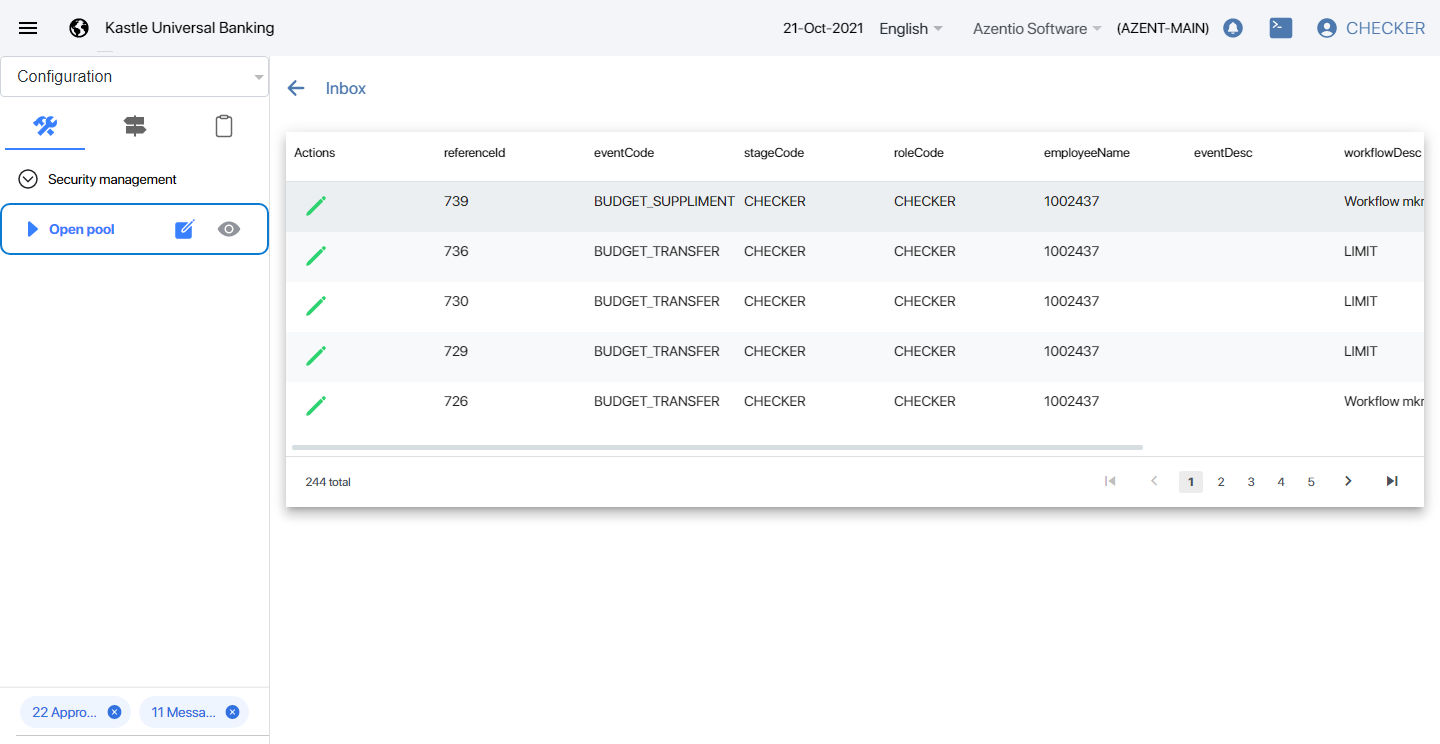 Kastle Universal Banking
21-Oct-2021 English Azentio Software (AZENT-MAIN) CHECKER
Configuration
Security management
Open pool
22 Appro... 11 Messa...
Inbox
Actions referenceId eventCode stageCode roleCode employeeName eventDesc workflowDesc
739 BUDGET_SUPPLIMENT CHECKER CHECKER 1002437 Workflow mkr
736 BUDGET_TRANSFER CHECKER CHECKER 1002437 LIMIT
730 BUDGET_TRANSFER CHECKER CHECKER 1002437 LIMIT
729 BUDGET_TRANSFER CHECKER CHECKER 1002437 LIMIT
726 BUDGET_TRANSFER CHECKER CHECKER 1002437 Workflow mkr
244 total 1 2 3 4 5